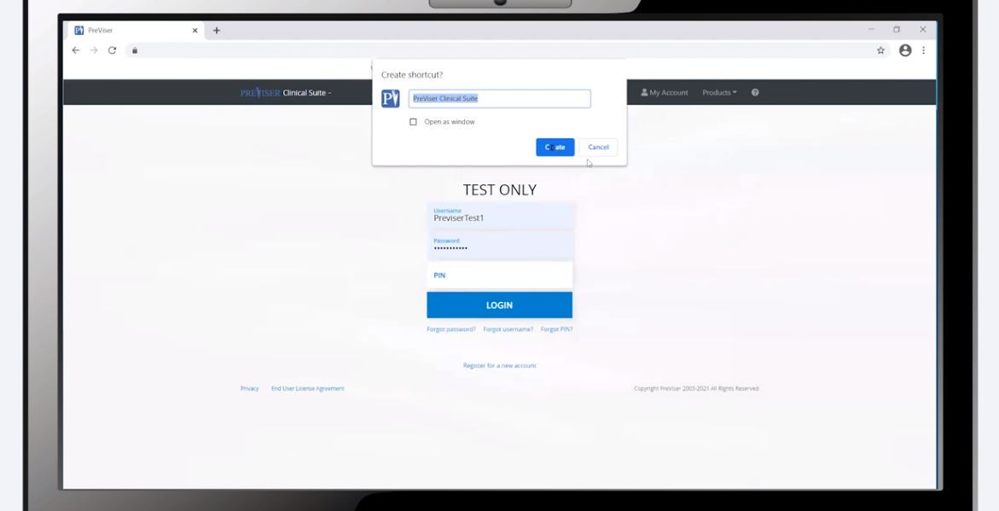 PreViser
Create shortcut?
PreViser Clinical Suite
Open as window
Create Cancel
PREVISER Clinical Suite -
My Account Products
TEST ONLY
Username
PreviserTest1
Password
PIN
LOGIN
Forgot password? Forgot username? Forgot PIN?
Register for a new account
Privacy End User License Agreement
Copyright PreViser 2003-2021 All Rights Reserved